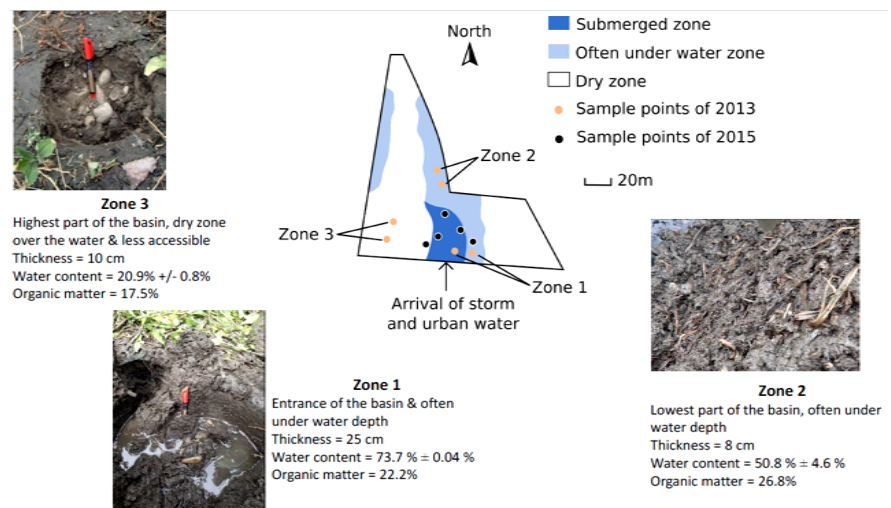 North
Submerged zone
Often under water zone
Dry zone
Sample points of 2013
Sample points of 2015
20m
Zone 2
Zone 3
Zone 1
Arrival of storm
and urban water
Zone 3
Highest part of the basin, dry zone
over the water & less accessible
Thickness = 10 cm
Water content = 20.9% +/- 0.8%
Organic matter = 17.5%
Zone 1
Entrance of the basin & often
under water depth
Thickness = 25 cm
Water content = 73.7 % ± 0.04 %
Organic matter = 22.2%
Zone 2
Lowest part of the basin, often under
water depth
Thickness = 8 cm
Water content = 50.8 % ± 4.6 %
Organic matter = 26.8%